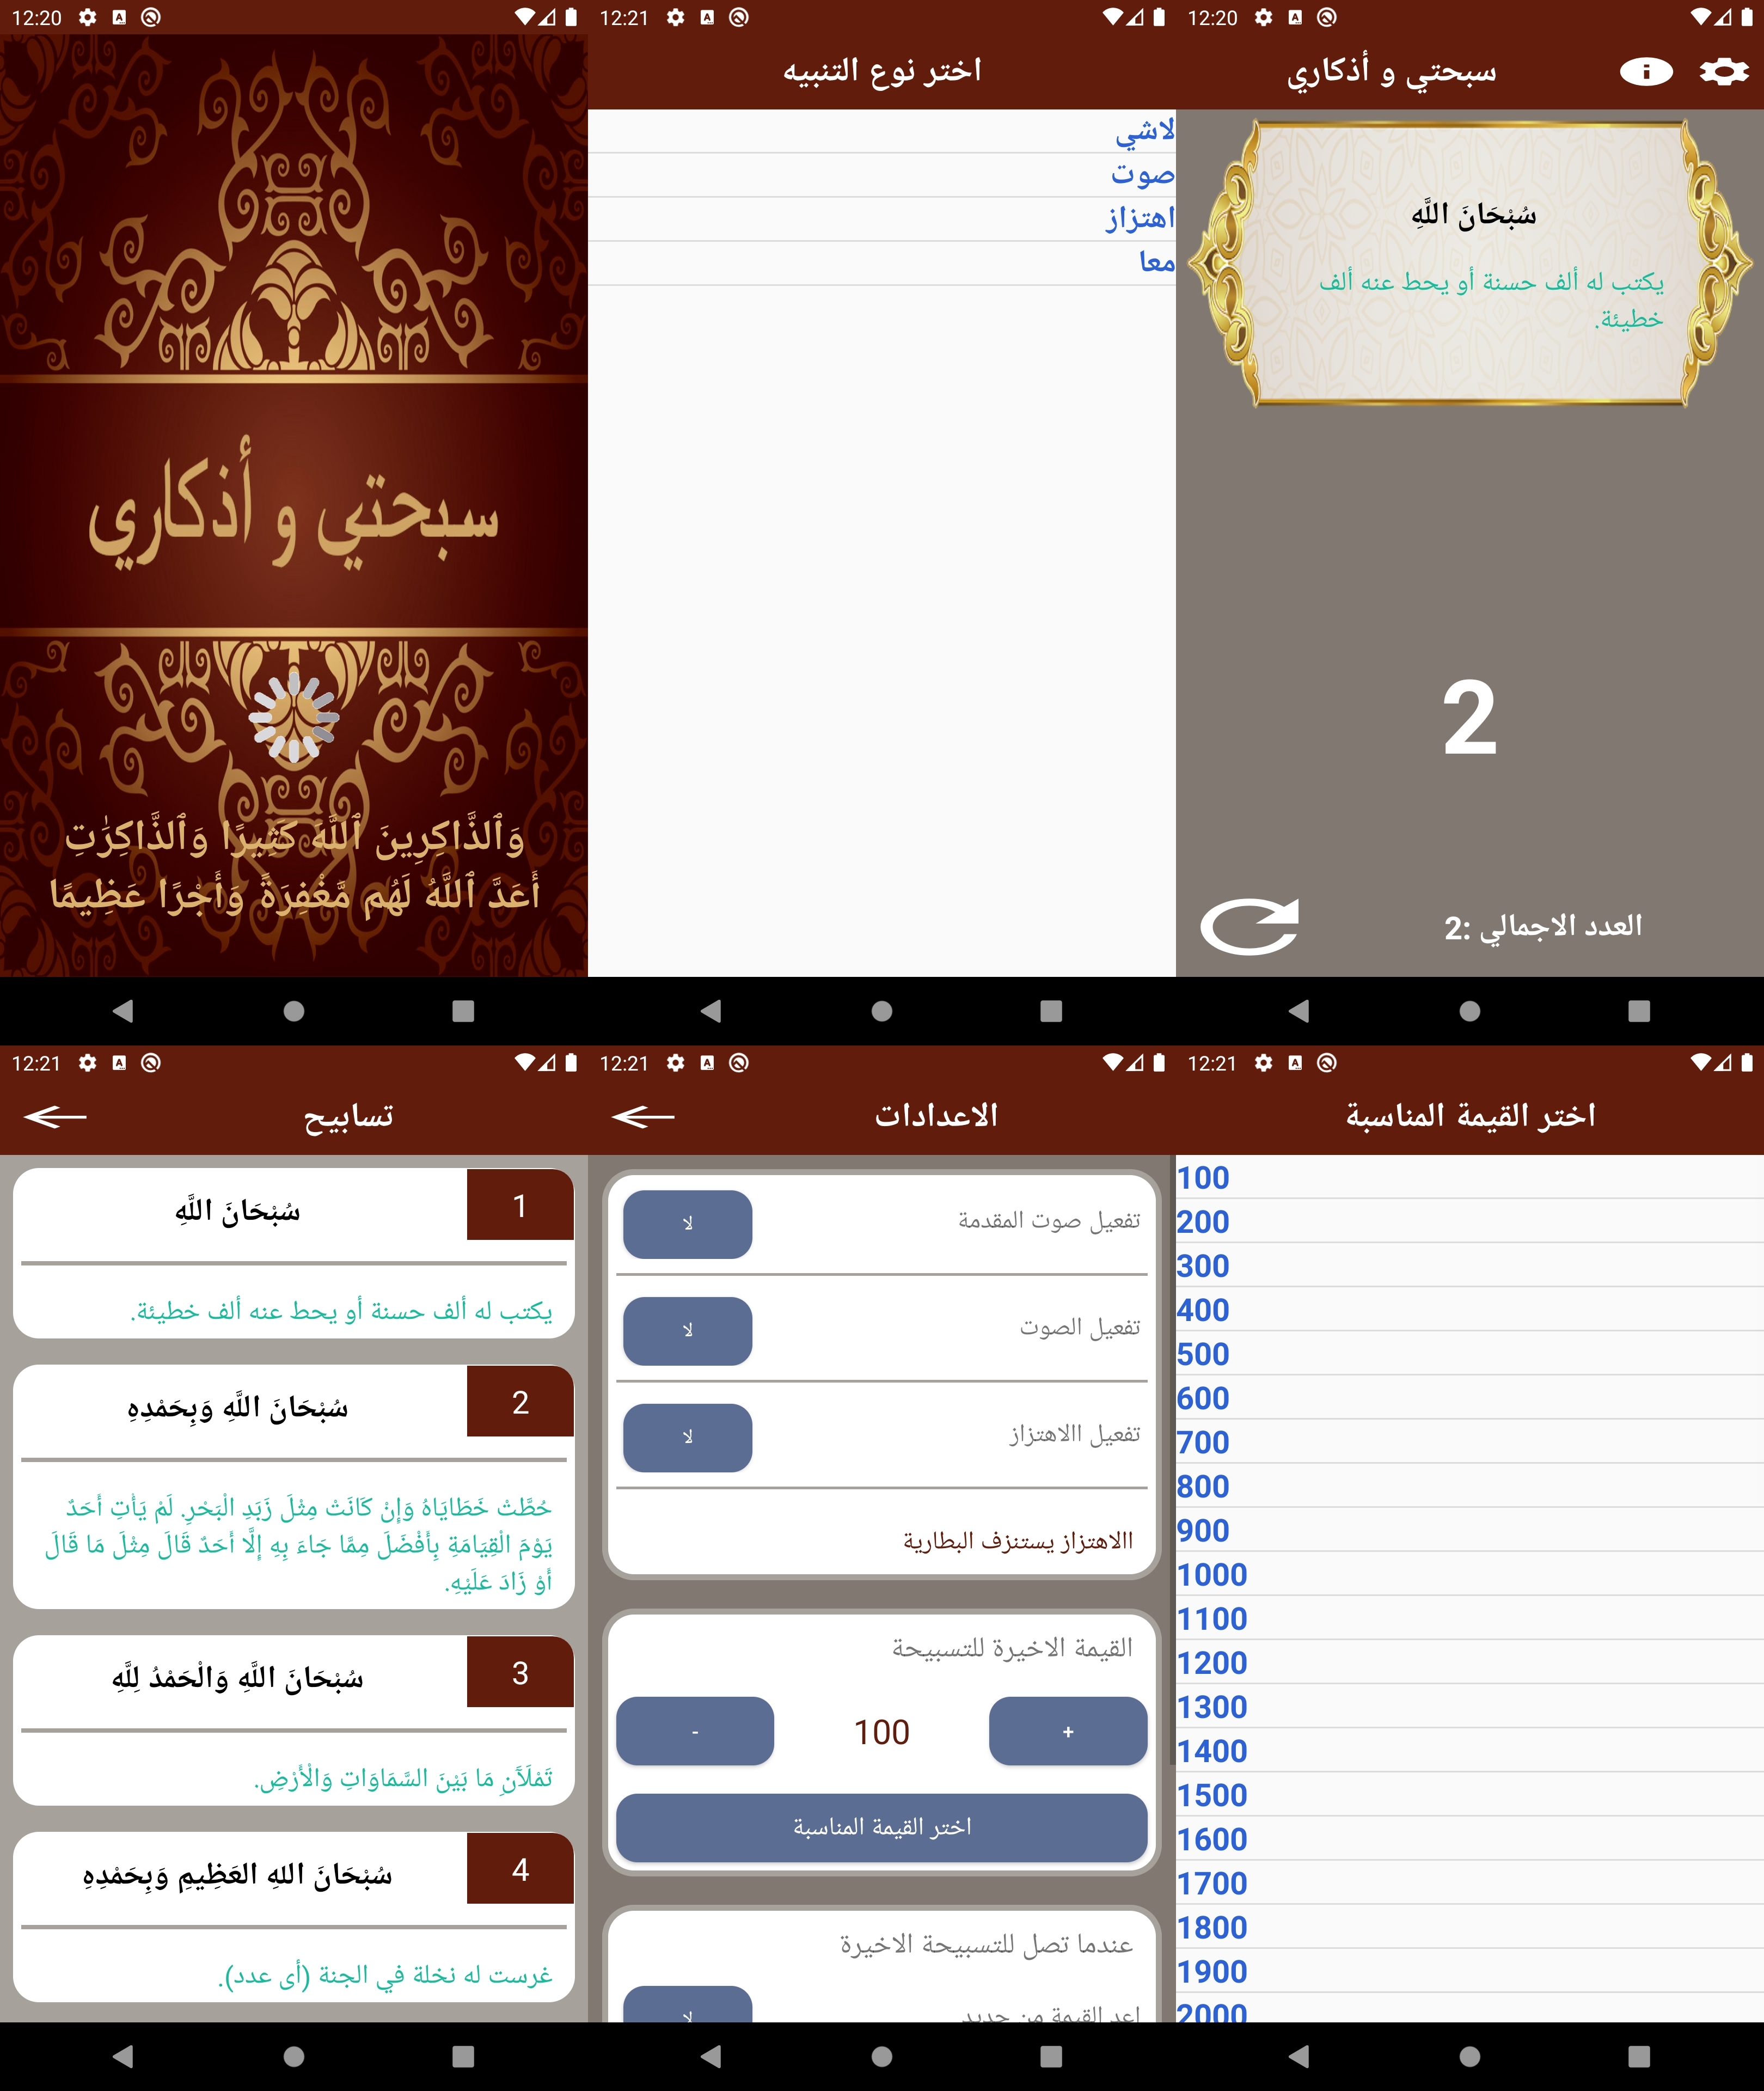 12:20
سبحتي و أذكاري
وَٱلذَّاكِرِينَ ٱللَّهَ كَثِيرًا وَٱلذَّاكِرَٰتِ
أَعَدَّ ٱللَّهُ لَهُم مَّغْفِرَةً وَأَجْرًا عَظِيمًا
12:21
اختر نوع التنبيه
لاشي
صوت
اهتزاز
معا
12:20
سبحتي و أذكاري
سُبْحَانَ اللَّهِ
يكتب له ألف حسنة أو يحط عنه ألف
خطيئة.
2
العدد الاجمالي :2
12:21
تسابيح
1
سُبْحَانَ اللَّهِ
يكتب له ألف حسنة أو يحط عنه ألف خطيئة.
2
سُبْحَانَ اللَّهِ وَبِحَمْدِهِ
حُطَّتْ خَطَايَاهُ وَإِنْ كَانَتْ مِثْلَ زَبَدِ الْبَحْرِ. لَمْ يَأْتِ أَحَدٌ
يَوْمَ الْقِيَامَةِ بِأَفْضَلَ مِمَّا جَاءَ بِهِ إِلَّا أَحَدٌ قَالَ مِثْلَ مَا قَالَ
أَوْ زَادَ عَلَيْهِ.
3
سُبْحَانَ اللَّهِ وَالْحَمْدُ لِلَّهِ
تَمْلَآَنِ مَا بَيْنَ السَّمَاوَاتِ وَالْأَرْضِ.
4
سُبْحَانَ اللهِ العَظِيمِ وَبِحَمْدِهِ
غرست له نخلة في الجنة (أى عدد).
12:21
الاعدادات
تفعيل صوت المقدمة
لا
تفعيل الصوت
لا
تفعيل االاهتزاز
لا
االاهتزاز يستنزف البطارية
القيمة الاخيرة للتسبيحة
+
100
-
اختر القيمة المناسبة
عندما تصل للتسبيحة الاخيرة
اعد القيمة من جديد
لا
12:21
اختر القيمة المناسبة
100
200
300
400
500
600
700
800
900
1000
1100
1200
1300
1400
1500
1600
1700
1800
1900
2000